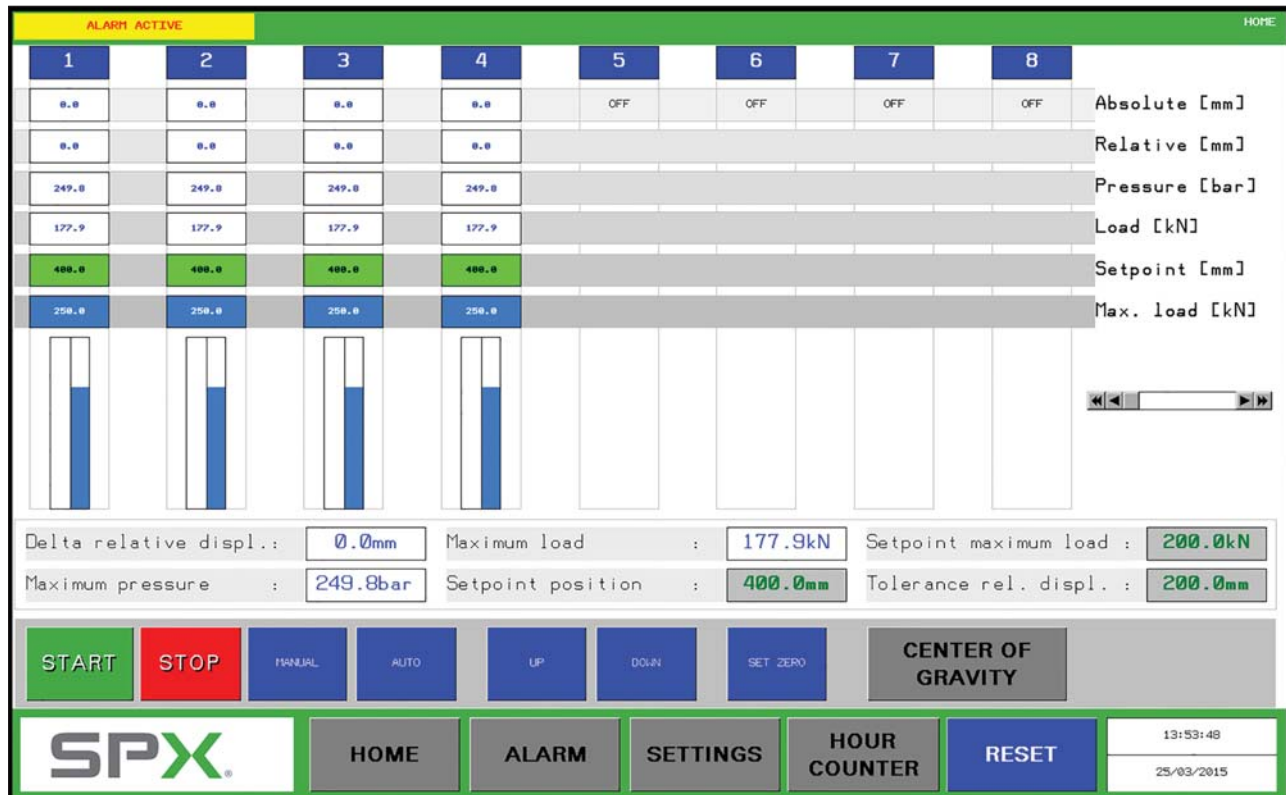 ALARM ACTIVE HOME
1 2 3 4 5 6 7 8
0.0 0.0 0.0 0.0 OFF OFF OFF OFF Absolute [mm]
0.0 0.0 0.0 0.0 Relative [mm]
249.8 249.8 249.8 249.8 Pressure [bar]
177.9 177.9 177.9 177.9 Load [kN]
400.0 400.0 400.0 400.0 Setpoint [mm]
250.0 250.0 250.0 250.0 Max. load [kN]
Delta relative displ.: 0.0mm Maximum load : 177.9kN Setpoint maximum load : 200.0kN
Maximum pressure : 249.8bar Setpoint position : 400.0mm Tolerance rel. displ. : 200.0mm
START STOP MANUAL AUTO UP DOWN SET ZERO CENTER OF
GRAVITY
SPX® HOME ALARM SETTINGS HOUR
COUNTER RESET 13:53:48
25/03/2015